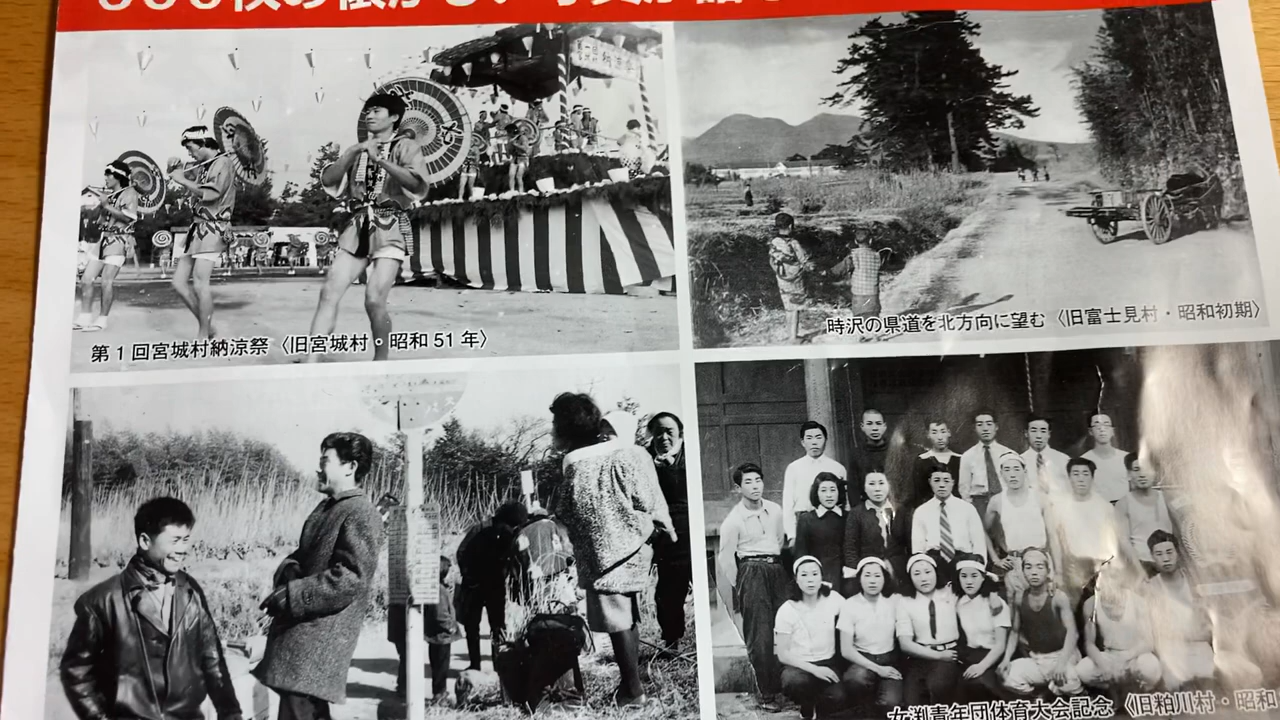 第1回宮城村納涼祭〈旧宮城村・昭和51年〉
時沢の県道を北方向に望む〈旧富士見村・昭和初期〉
女渕青年団体育大会記念〈旧粕川村・昭和